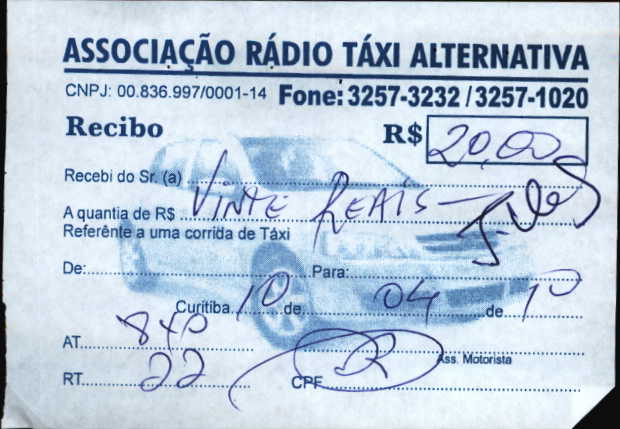 ASSOCIAÇÃO RÁDIO TÁXI ALTERNATIVA
CNPJ: 00.836.997/0001-14 Fone: 3257-3232 / 3257-1020
Recibo R$ 20,00
Recebi do Sr. (a)
A quantia de R$ VINTE REAIS
Referênte a uma corrida de Táxi
De: Para:
Curitiba 10 de 04 de 10
AT.
Ass. Motorista
RT. 22 CPF